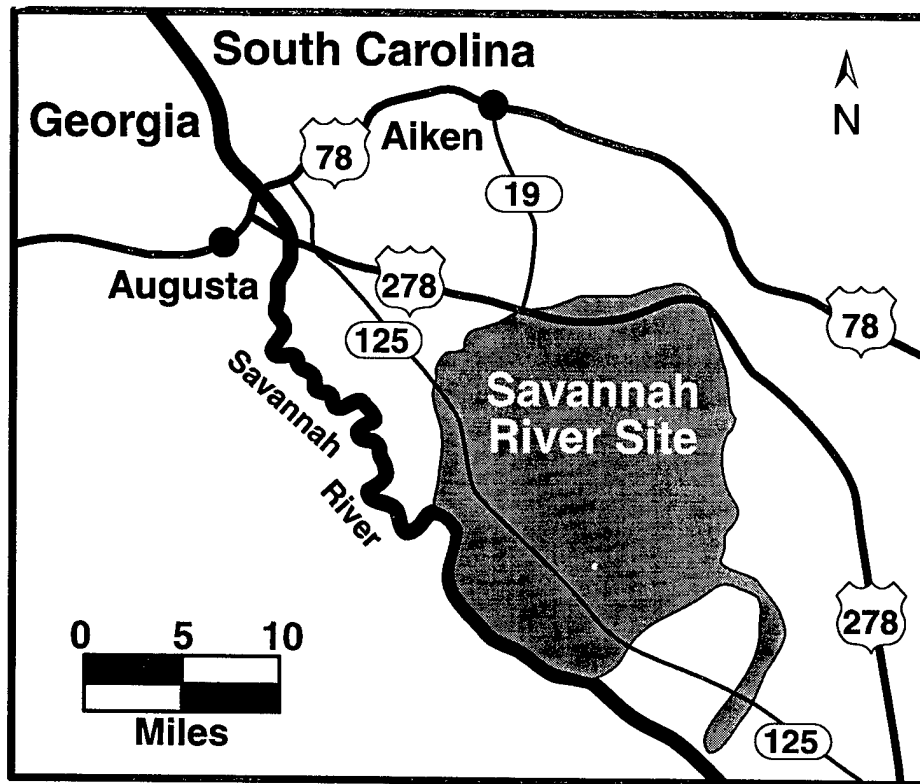 South Carolina
Georgia
N
78
Aiken
19
Augusta
278
125
78
Savannah
River
Savannah
River Site
278
0 5 10
Miles
125